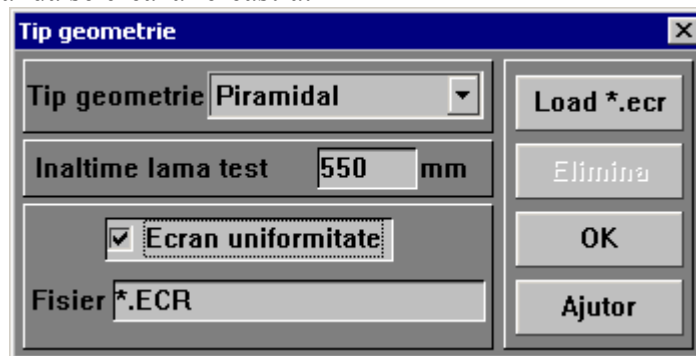 Tip geometrie
Tip geometrie Piramidal
Load *.ecr
Inaltime lama test 550 mm
Elimina
Ecran uniformitate
OK
Fisier *.ECR
Ajutor